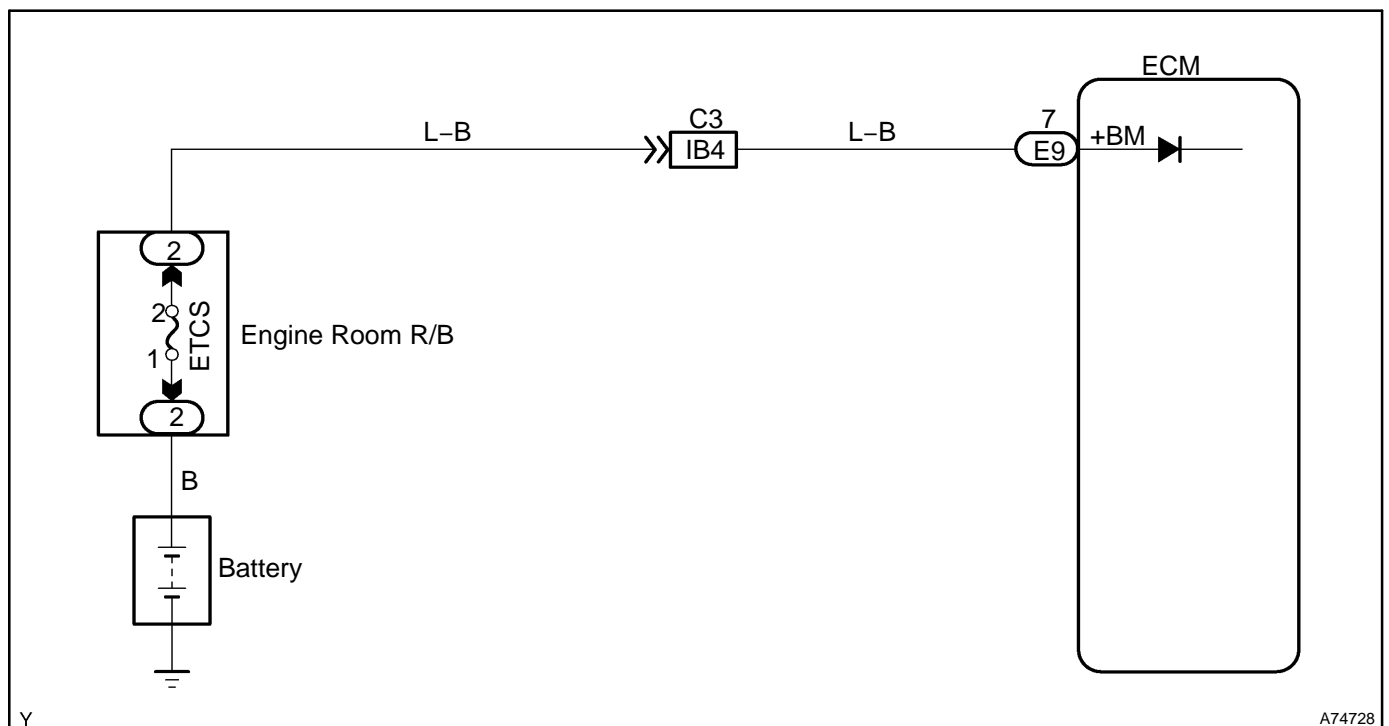 ECM
L–B
C3
IB4
L–B
7
E9
+BM
2
2
1
ETCS
Engine Room R/B
2
B
Battery
Y
A74728